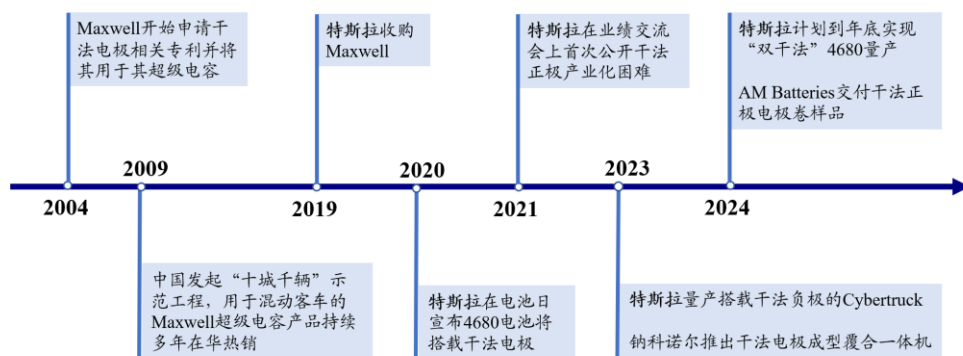 Maxwell开始申请干
法电极相关专利并将
其用于其超级电容
特斯拉收购
Maxwell
特斯拉在业绩交流
会上首次公开干法
正极产业化困难
特斯拉计划到年底实现
“双干法”4680量产
AM Batteries交付干法正
极电极卷样品
2009
2020
2023
2004
2019
2021
2024
中国发起“十城千辆”示
范工程，用于混动客车的
Maxwell超级电容产品持续
多年在华热销
特斯拉在电池日
宣布4680电池将
搭载干法电极
特斯拉量产搭载干法负极的Cybertruck
钠科诺尔推出干法电极成型覆合一体机